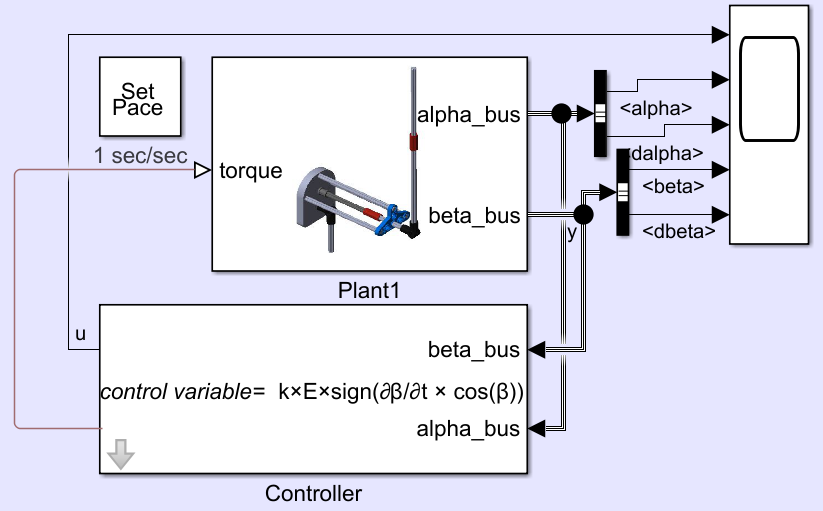 Set
Pace
1 sec/sec
torque
alpha_bus
beta_bus
y
Plant1
<alpha>
<dalpha>
<beta>
<dbeta>
u
beta_bus
control variable=  k×E×sign(∂β/∂t × cos(β))
alpha_bus
Controller